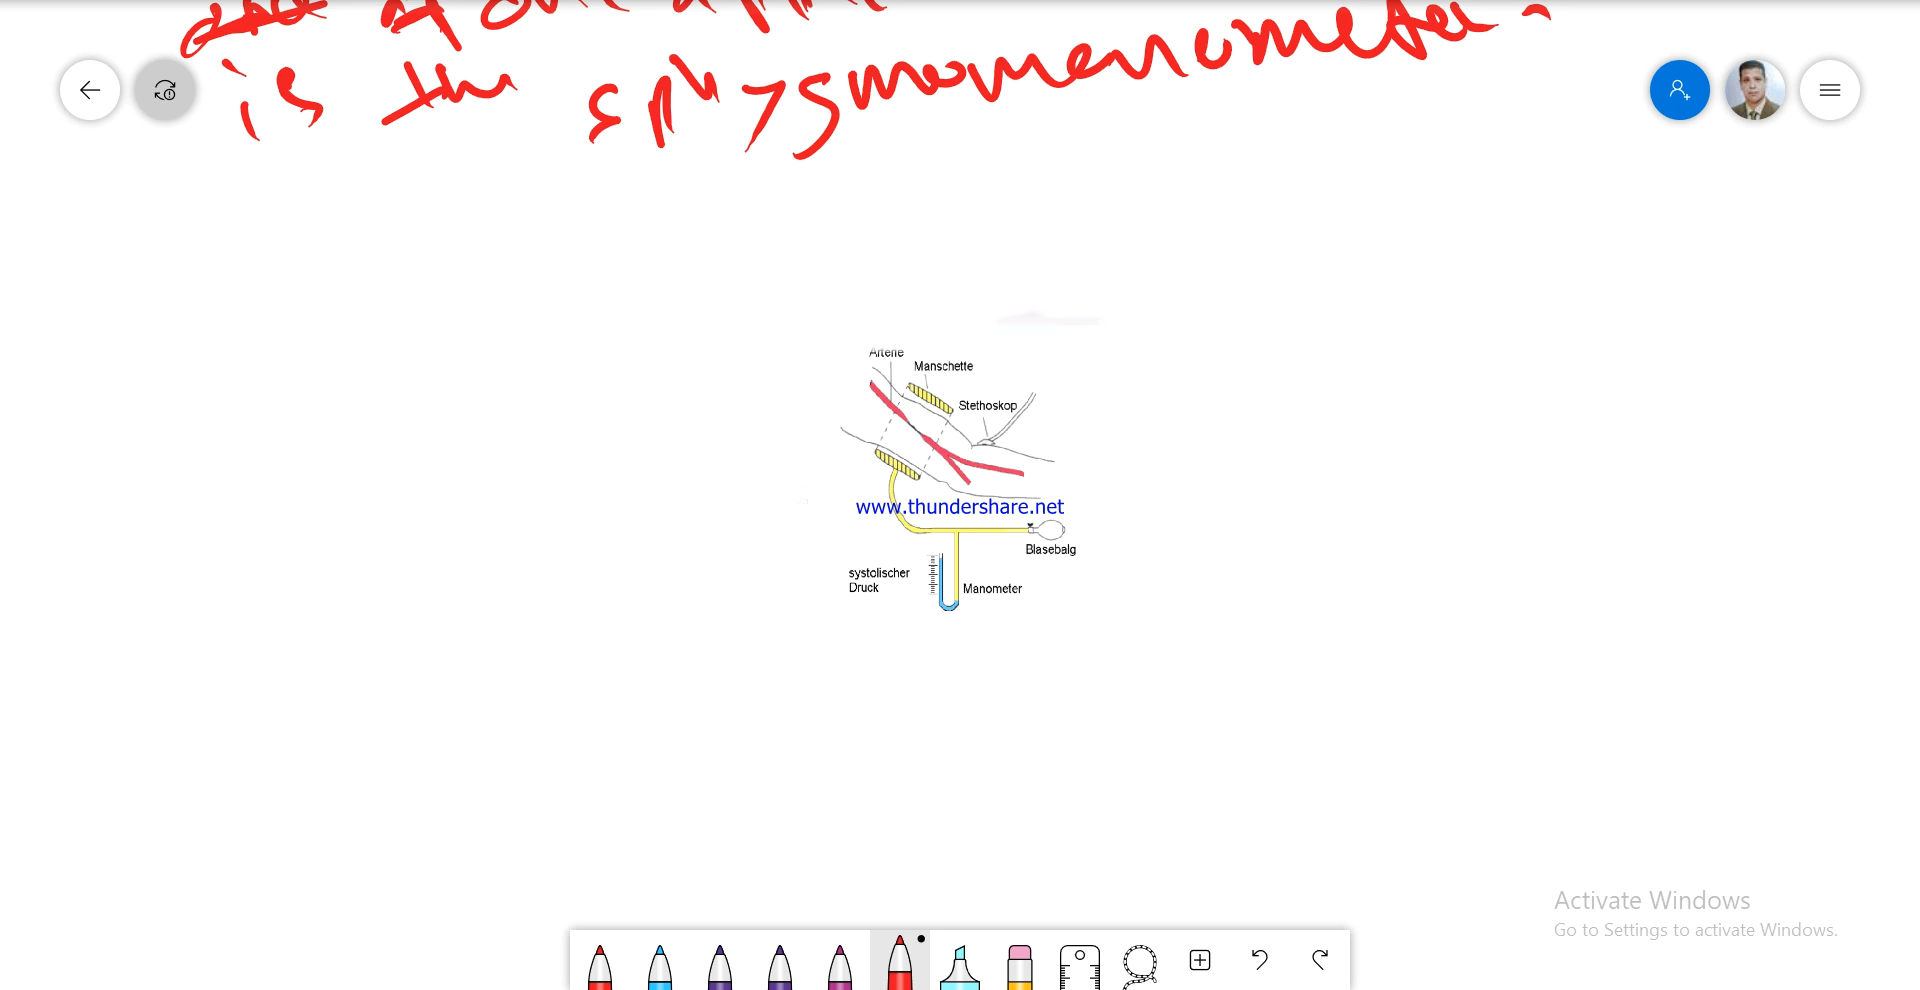 is the sphygmomanometer.
Arterie
Manschette
Stethoskop
www.thundershare.net
Blasebalg
systolischer
Druck
Manometer
Activate Windows
Go to Settings to activate Windows.